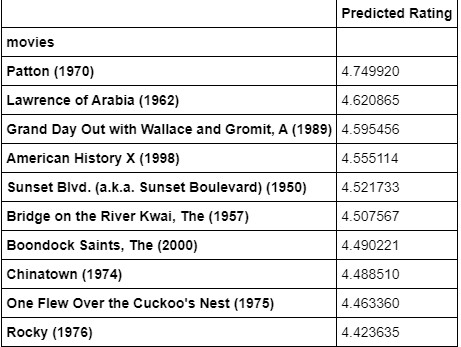 Predicted Rating
movies
Patton (1970) 4.749920
Lawrence of Arabia (1962) 4.620865
Grand Day Out with Wallace and Gromit, A (1989) 4.595456
American History X (1998) 4.555114
Sunset Blvd. (a.k.a. Sunset Boulevard) (1950) 4.521733
Bridge on the River Kwai, The (1957) 4.507567
Boondock Saints, The (2000) 4.490221
Chinatown (1974) 4.488510
One Flew Over the Cuckoo's Nest (1975) 4.463360
Rocky (1976) 4.423635